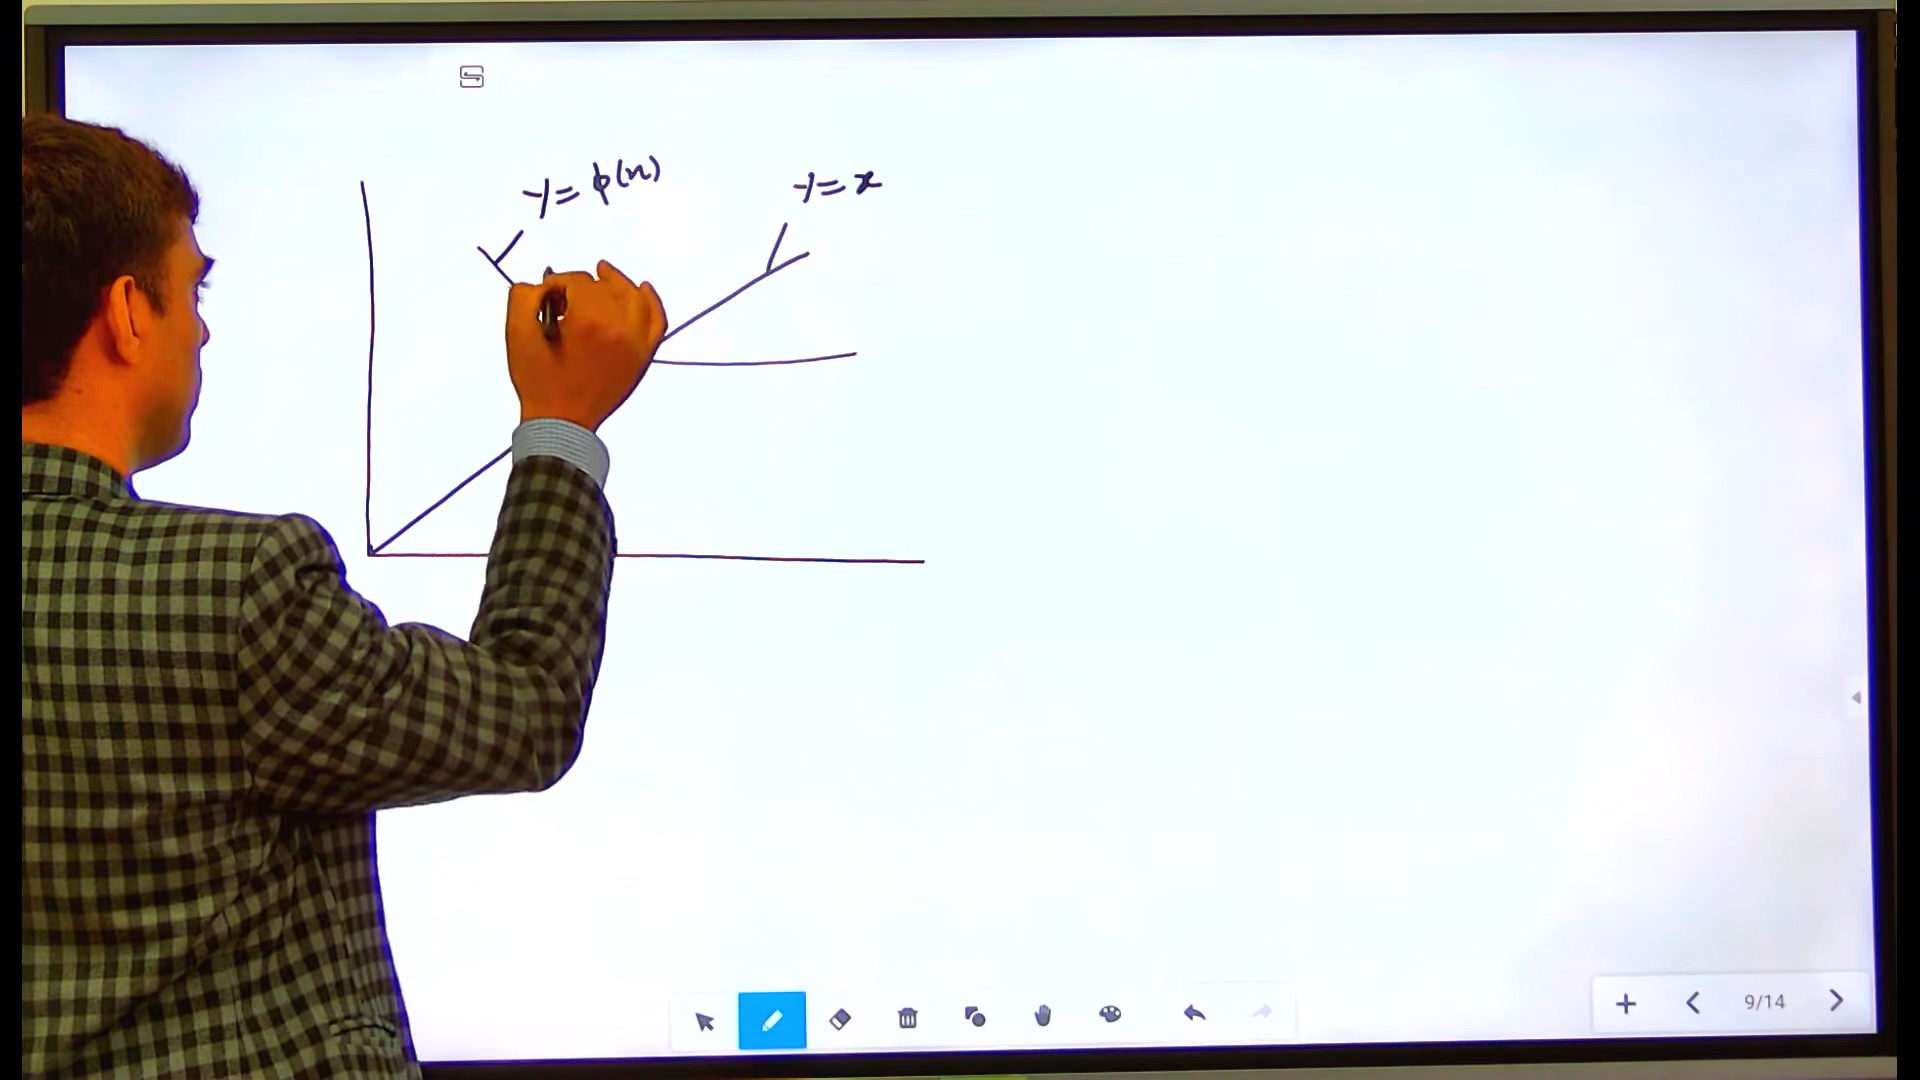 y = ϕ(x)
y = x
9/14